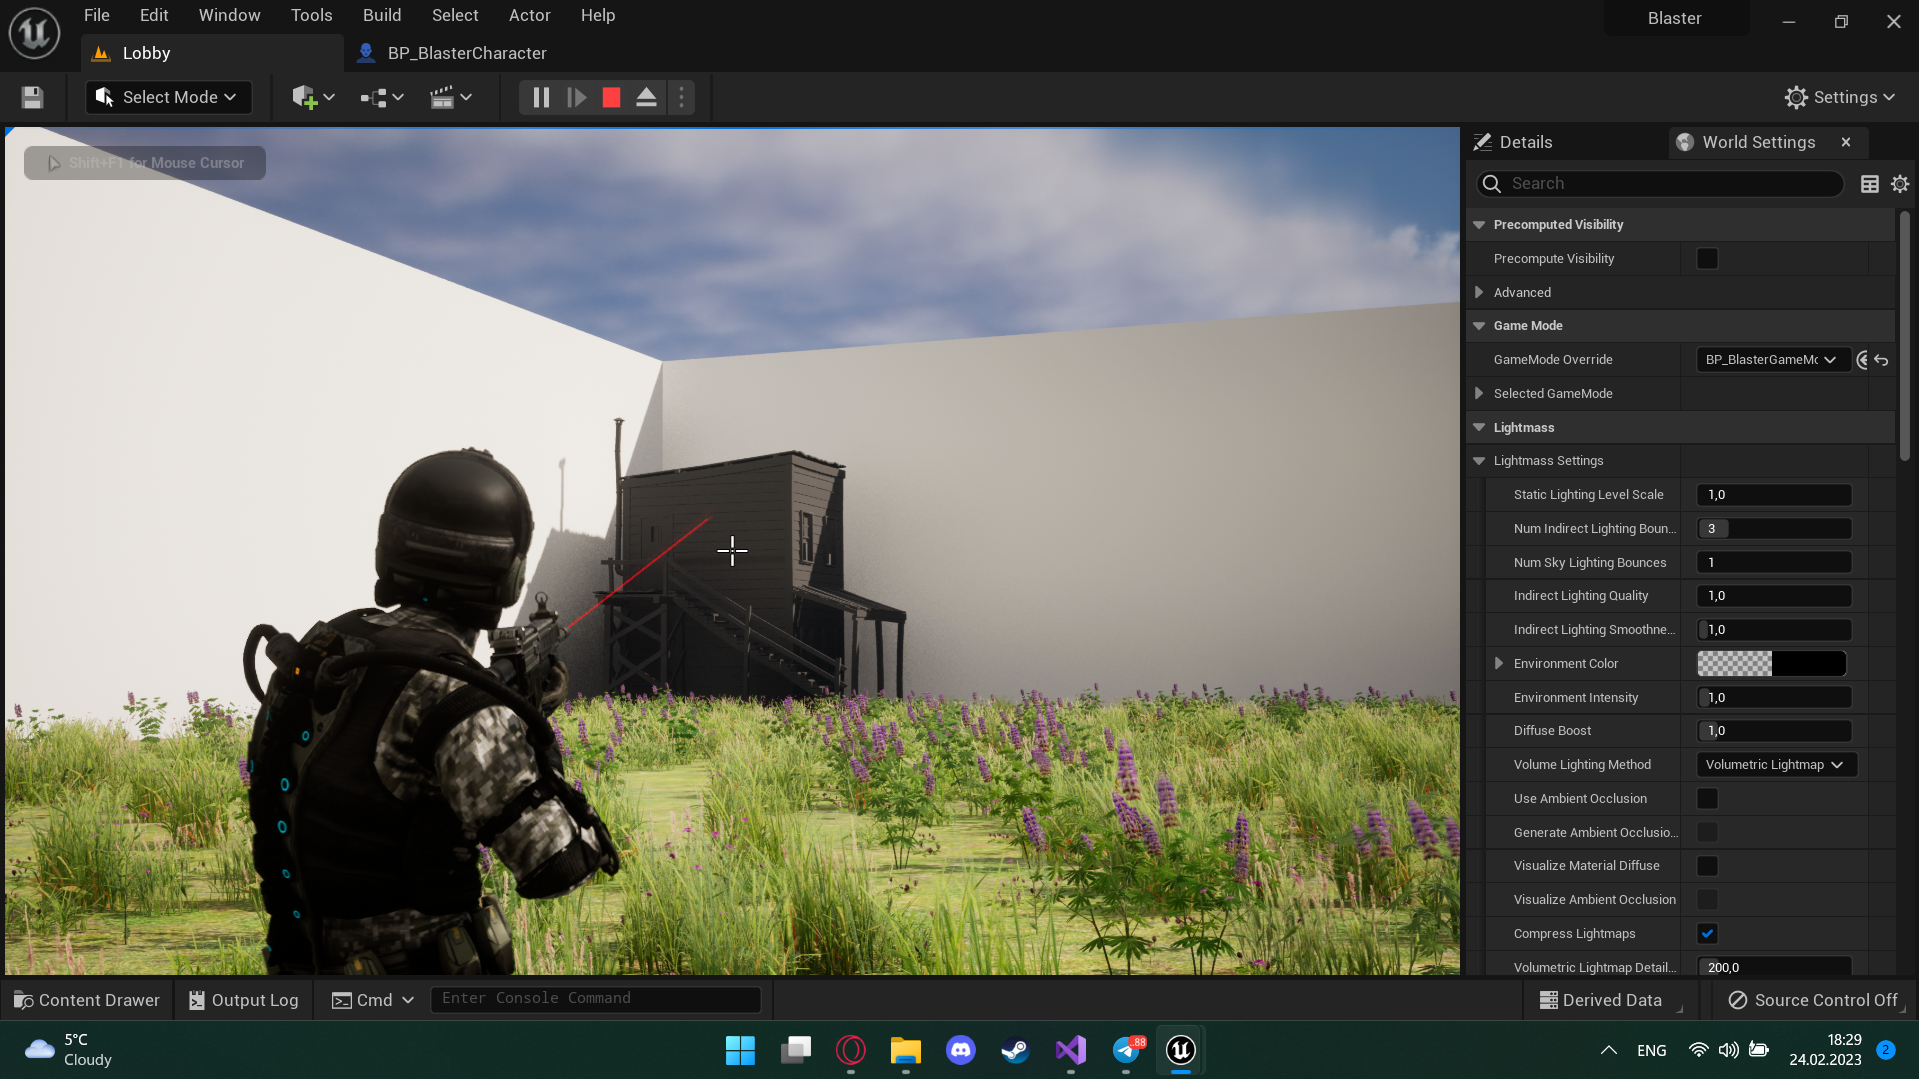 File Edit Window Tools Build Select Actor Help
Blaster
Lobby
BP_BlasterCharacter
Select Mode
Settings
Shift+F1 for Mouse Cursor
Details
World Settings
Search
Precomputed Visibility
Precompute Visibility
Advanced
Game Mode
GameMode Override BP_BlasterGameMc
Selected GameMode
Lightmass
Lightmass Settings
Static Lighting Level Scale 1,0
Num Indirect Lighting Boun... 3
Num Sky Lighting Bounces 1
Indirect Lighting Quality 1,0
Indirect Lighting Smoothne... 1,0
Environment Color
Environment Intensity 1,0
Diffuse Boost 1,0
Volume Lighting Method Volumetric Lightmap
Use Ambient Occlusion
Generate Ambient Occlusio...
Visualize Material Diffuse
Visualize Ambient Occlusion
Compress Lightmaps
Volumetric Lightmap Detail... 200,0
Content Drawer
Output Log
Cmd
Enter Console Command
Derived Data
Source Control Off
5°C
Cloudy
..88
ENG
18:29
24.02.2023
2